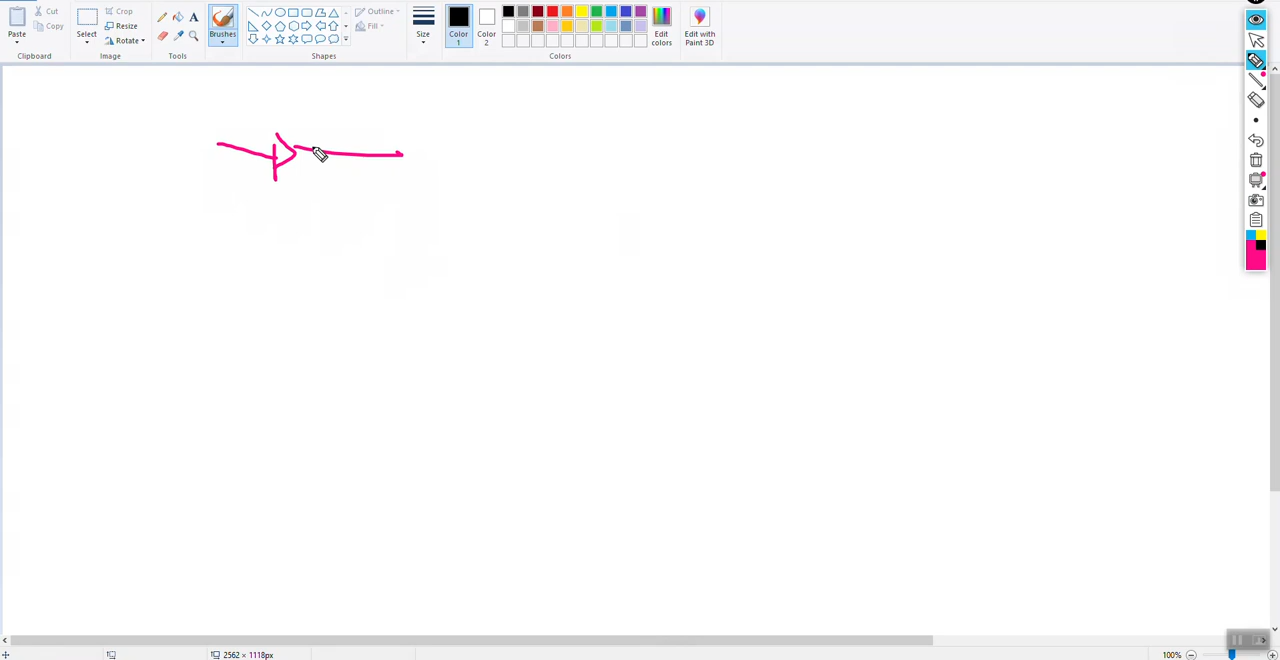 Cut
Copy
Paste
Clipboard
Select
Crop
Resize
Rotate
Image
Tools
Brushes
Outline
Fill
Shapes
Size
Color
1
Color
2
Edit
colors
Colors
Edit with
Paint 3D
2562 × 1118px
100%